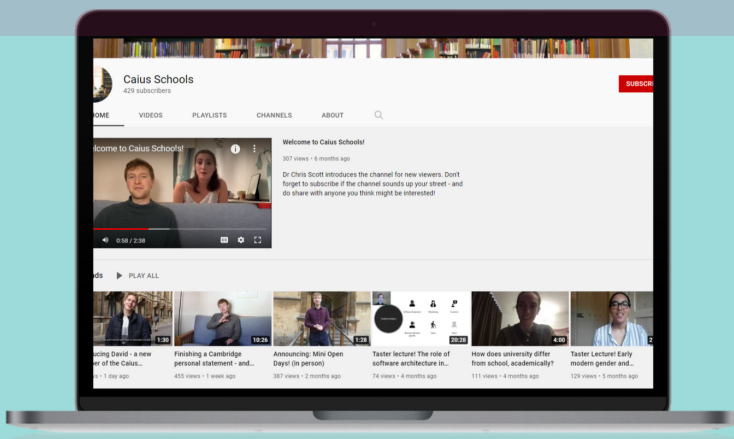 Caius Schools
429 subscribers
SUBSCRI
HOME VIDEOS PLAYLISTS CHANNELS ABOUT
elcome to Caius Schools!
0:58 / 2:38
Welcome to Caius Schools!
307 views • 6 months ago
Dr Chris Scott introduces the channel for new viewers. Don't
forget to subscribe if the channel sounds up your street - and
do share with anyone you think might be interested!
ads PLAY ALL
1:30
10:26
1:28
20:28
4:00
2
ucing David - a new
er of the Caius...
ws • 1 day ago
Finishing a Cambridge
personal statement - and...
455 views • 1 week ago
Announcing: Mini Open
Days! (in person)
387 views • 2 months ago
Taster lecture! The role of
software architecture in...
74 views • 4 months ago
How does university differ
from school, academically?
111 views • 4 months ago
Taster Lecture! Early
modern gender and...
129 views • 5 months ago